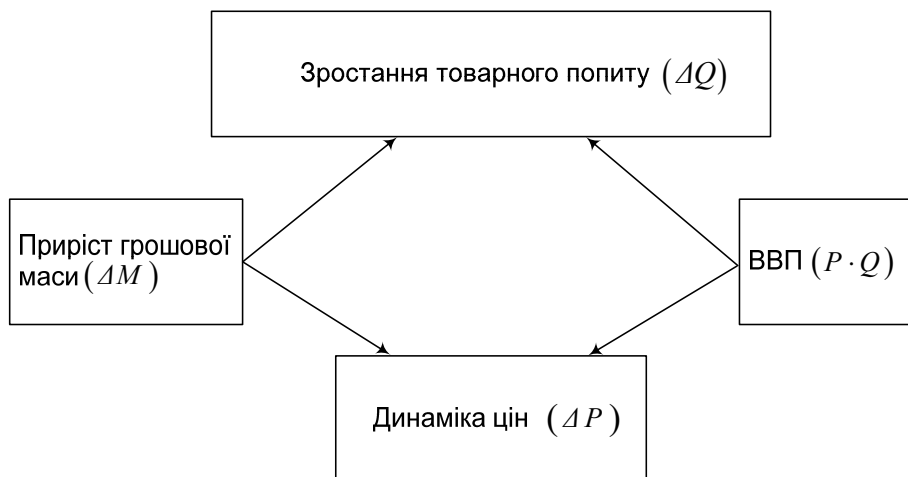 Зростання товарного попиту (ΔQ)
Приріст грошової
маси (ΔM)
ВВП (P · Q)
Динаміка цін (ΔP)